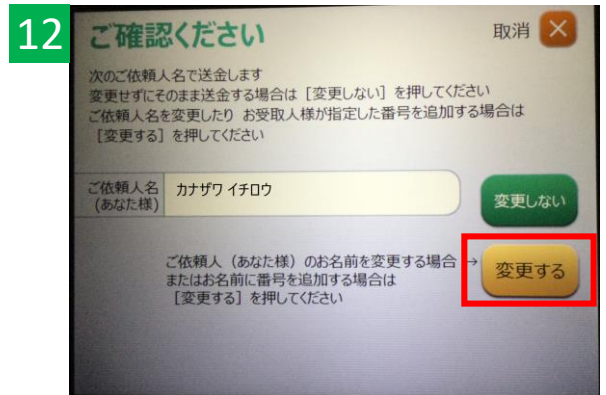 12
ご確認ください
取消
次のご依頼人名で送金します
変更せずにそのまま送金する場合は [変更しない] を押してください
ご依頼人名を変更したり お受取人様が指定した番号を追加する場合は
[変更する] を押してください
ご依頼人名
(あなた様)
カナザワ イチロウ
変更しない
ご依頼人（あなた様）のお名前を変更する場合 →
またはお名前に番号を追加する場合は
[変更する] を押してください
変更する